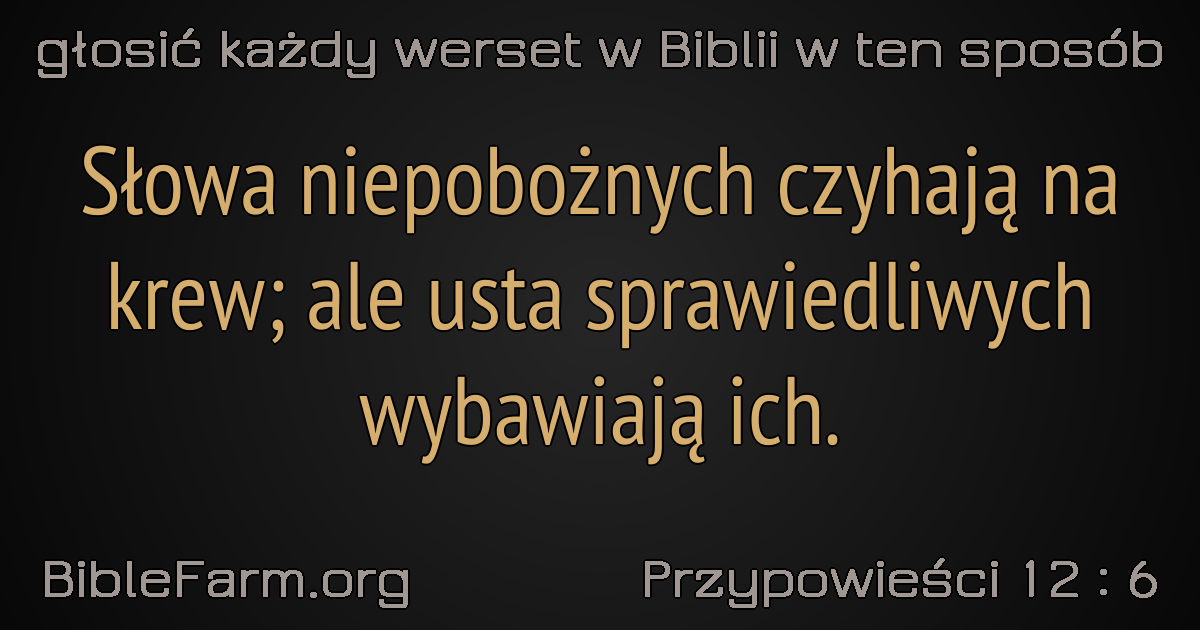 głosić każdy werset w Biblii w ten sposób
Słowa niepobożnych czyhają na
krew; ale usta sprawiedliwych
wybawiają ich.
BibleFarm.org
Przypowieści 12 : 6